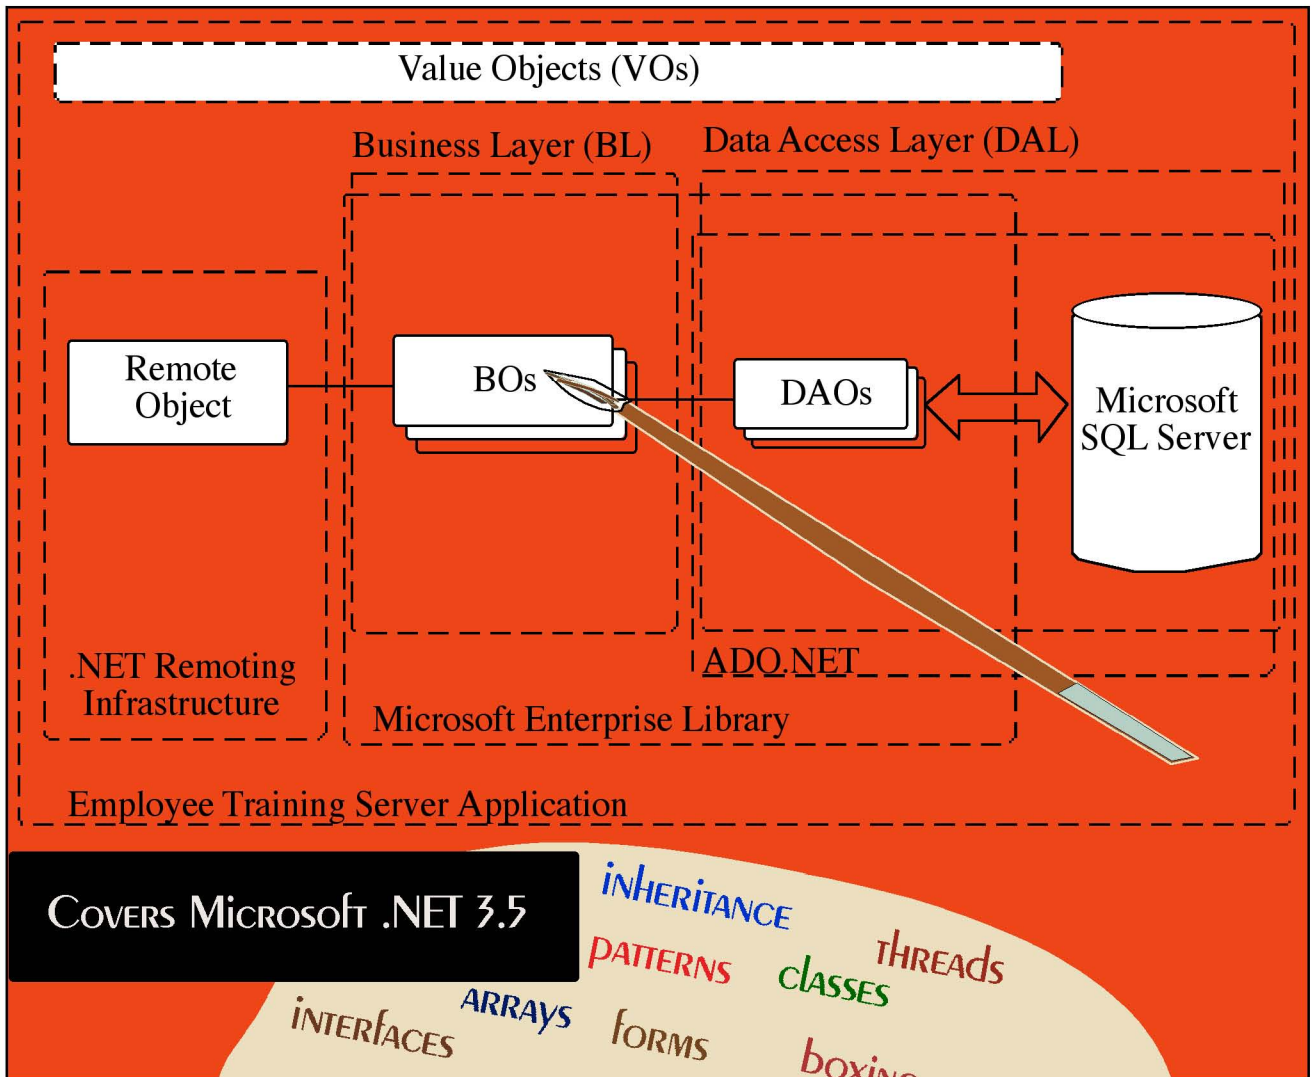 Value Objects (VOs)
Business Layer (BL)
Data Access Layer (DAL)
Remote
Object
BOs
DAOs
Microsoft
SQL Server
.NET Remoting
Infrastructure
ADO.NET
Microsoft Enterprise Library
Employee Training Server Application
Covers Microsoft .NET 3.5
inheritance
patterns
classes
threads
arrays
interfaces
forms